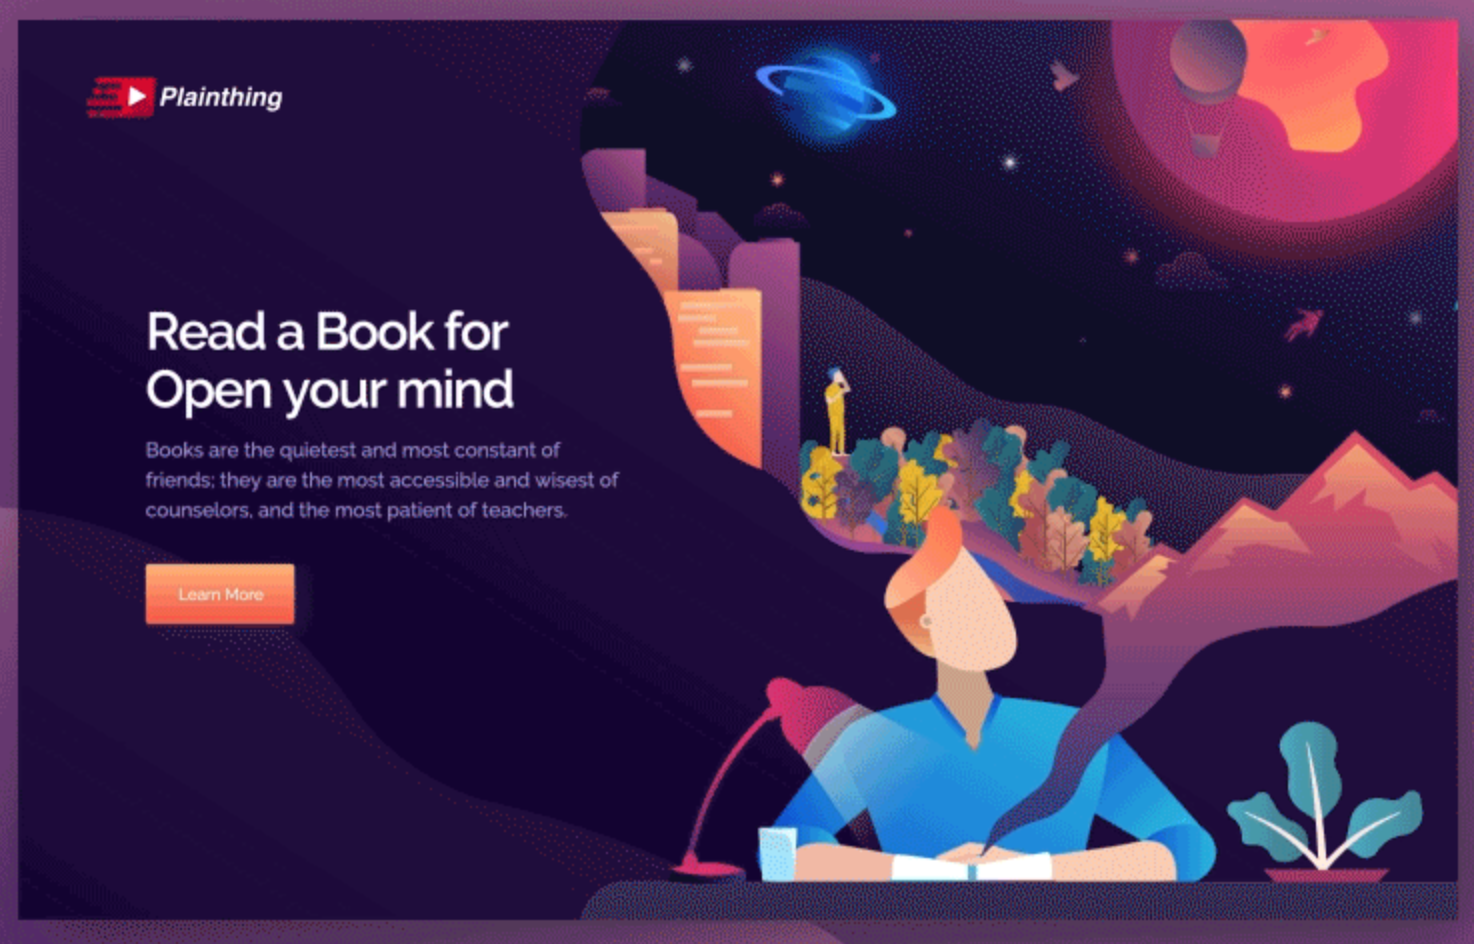 Plainthing
Read a Book for
Open your mind
Books are the quietest and most constant of
friends; they are the most accessible and wisest of
counselors, and the most patient of teachers.
Learn More